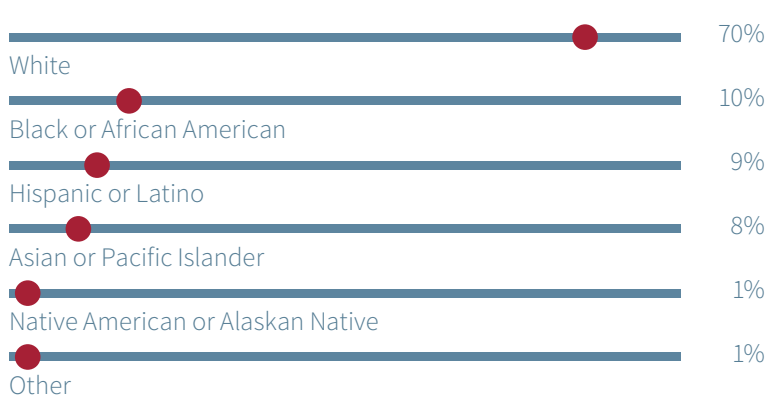 70%
White
10%
Black or African American
9%
Hispanic or Latino
8%
Asian or Pacific Islander
1%
Native American or Alaskan Native
1%
Other